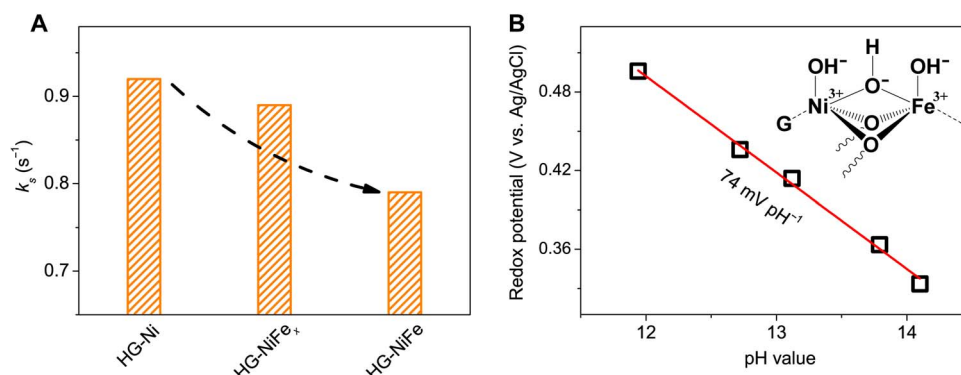 A
k_s (s⁻¹)
0.9
0.8
0.7
HG-Ni
HG-NiFeₓ
HG-NiFe
B
Redox potential (V vs. Ag/AgCl)
0.48
0.42
0.36
12
13
14
pH value
74 mV pH⁻¹
H
OH⁻
OH⁻
O⁻
Ni³⁺
Fe³⁺
G
O
O